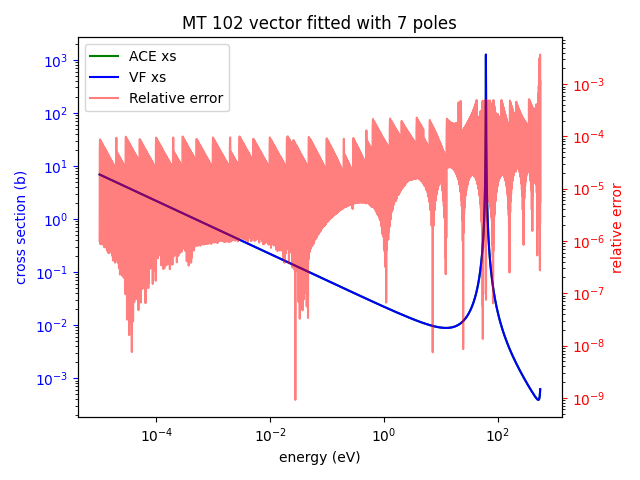 MT 102 vector fitted with 7 poles
ACE xs
VF xs
Relative error
cross section (b)
10³
10²
10¹
10⁰
10⁻¹
10⁻²
10⁻³
10⁻³
10⁻⁴
10⁻⁵
10⁻⁶
10⁻⁷
10⁻⁸
10⁻⁹
relative error
10⁻⁴
10⁻²
10⁰
10²
energy (eV)